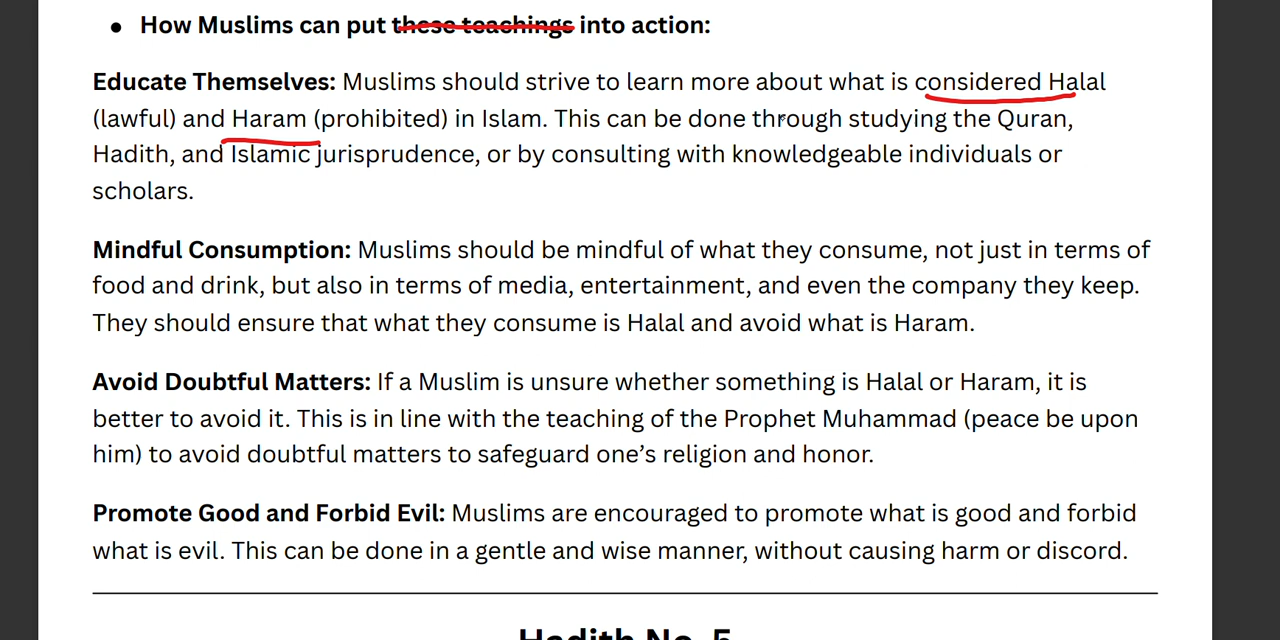 ● How Muslims can put these teachings into action:
Educate Themselves: Muslims should strive to learn more about what is considered Halal
(lawful) and Haram (prohibited) in Islam. This can be done through studying the Quran,
Hadith, and Islamic jurisprudence, or by consulting with knowledgeable individuals or
scholars.
Mindful Consumption: Muslims should be mindful of what they consume, not just in terms of
food and drink, but also in terms of media, entertainment, and even the company they keep.
They should ensure that what they consume is Halal and avoid what is Haram.
Avoid Doubtful Matters: If a Muslim is unsure whether something is Halal or Haram, it is
better to avoid it. This is in line with the teaching of the Prophet Muhammad (peace be upon
him) to avoid doubtful matters to safeguard one’s religion and honor.
Promote Good and Forbid Evil: Muslims are encouraged to promote what is good and forbid
what is evil. This can be done in a gentle and wise manner, without causing harm or discord.
Hadith No. 5